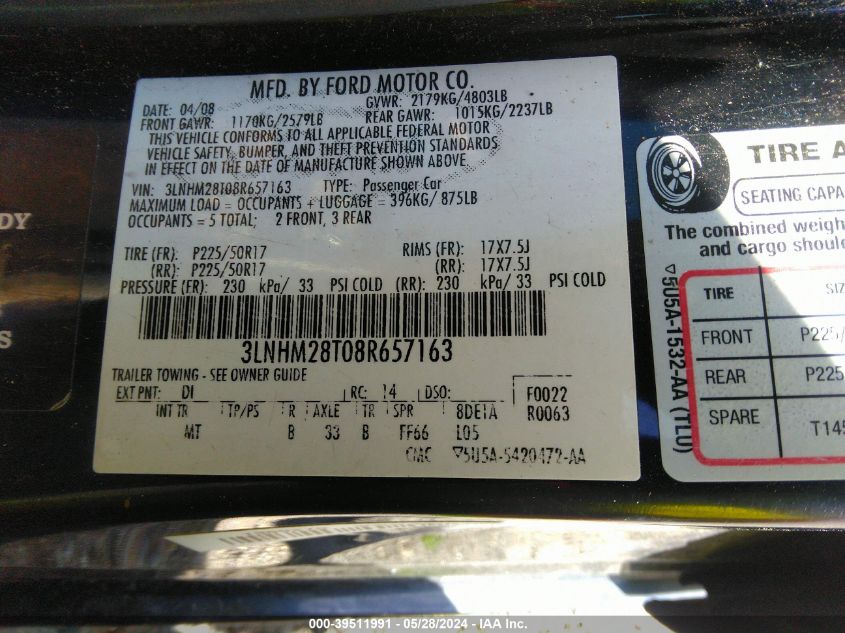 MFD. BY FORD MOTOR CO.
DATE: 04/08 GVWR: 2179KG/4803LB
FRONT GAWR: 1170KG/2579LB REAR GAWR: 1015KG/2237LB
THIS VEHICLE CONFORMS TO ALL APPLICABLE FEDERAL MOTOR
VEHICLE SAFETY, BUMPER, AND THEFT PREVENTION STANDARDS
IN EFFECT ON THE DATE OF MANUFACTURE SHOWN ABOVE.
VIN: 3LNHM28T08R657163 TYPE: Passenger Car
MAXIMUM LOAD = OCCUPANTS + LUGGAGE = 396KG/ 875LB
OCCUPANTS = 5 TOTAL; 2 FRONT, 3 REAR
TIRE (FR): P225/50R17 RIMS (FR): 17X7.5J
(RR): P225/50R17 (RR): 17X7.5J
PRESSURE (FR): 230 kPa/ 33 PSI COLD (RR): 230 kPa/ 33 PSI COLD
3LNHM28T08R657163
TRAILER TOWING - SEE OWNER GUIDE
EXT PNT: D1 RC: 14 DSO: F0022
INT TR TP/PS R AXLE TR SPR 8DE1A R0063
MT B 33 B FF66 L05
CMC ▽5U5A-5420472-AA
DY
S
TIRE A
SEATING CAPA
The combined weigh
and cargo shoul
▽5U5A-1532-AA (TLU)
TIRE SIZ
FRONT P225/
REAR P225
SPARE T145
000-39511991 - 05/28/2024 - IAA Inc.